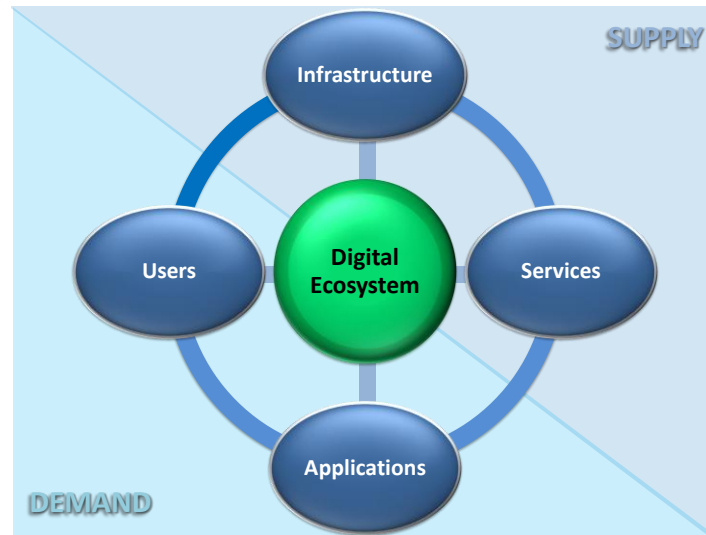 SUPPLY
Infrastructure
Users
Digital
Ecosystem
Services
Applications
DEMAND